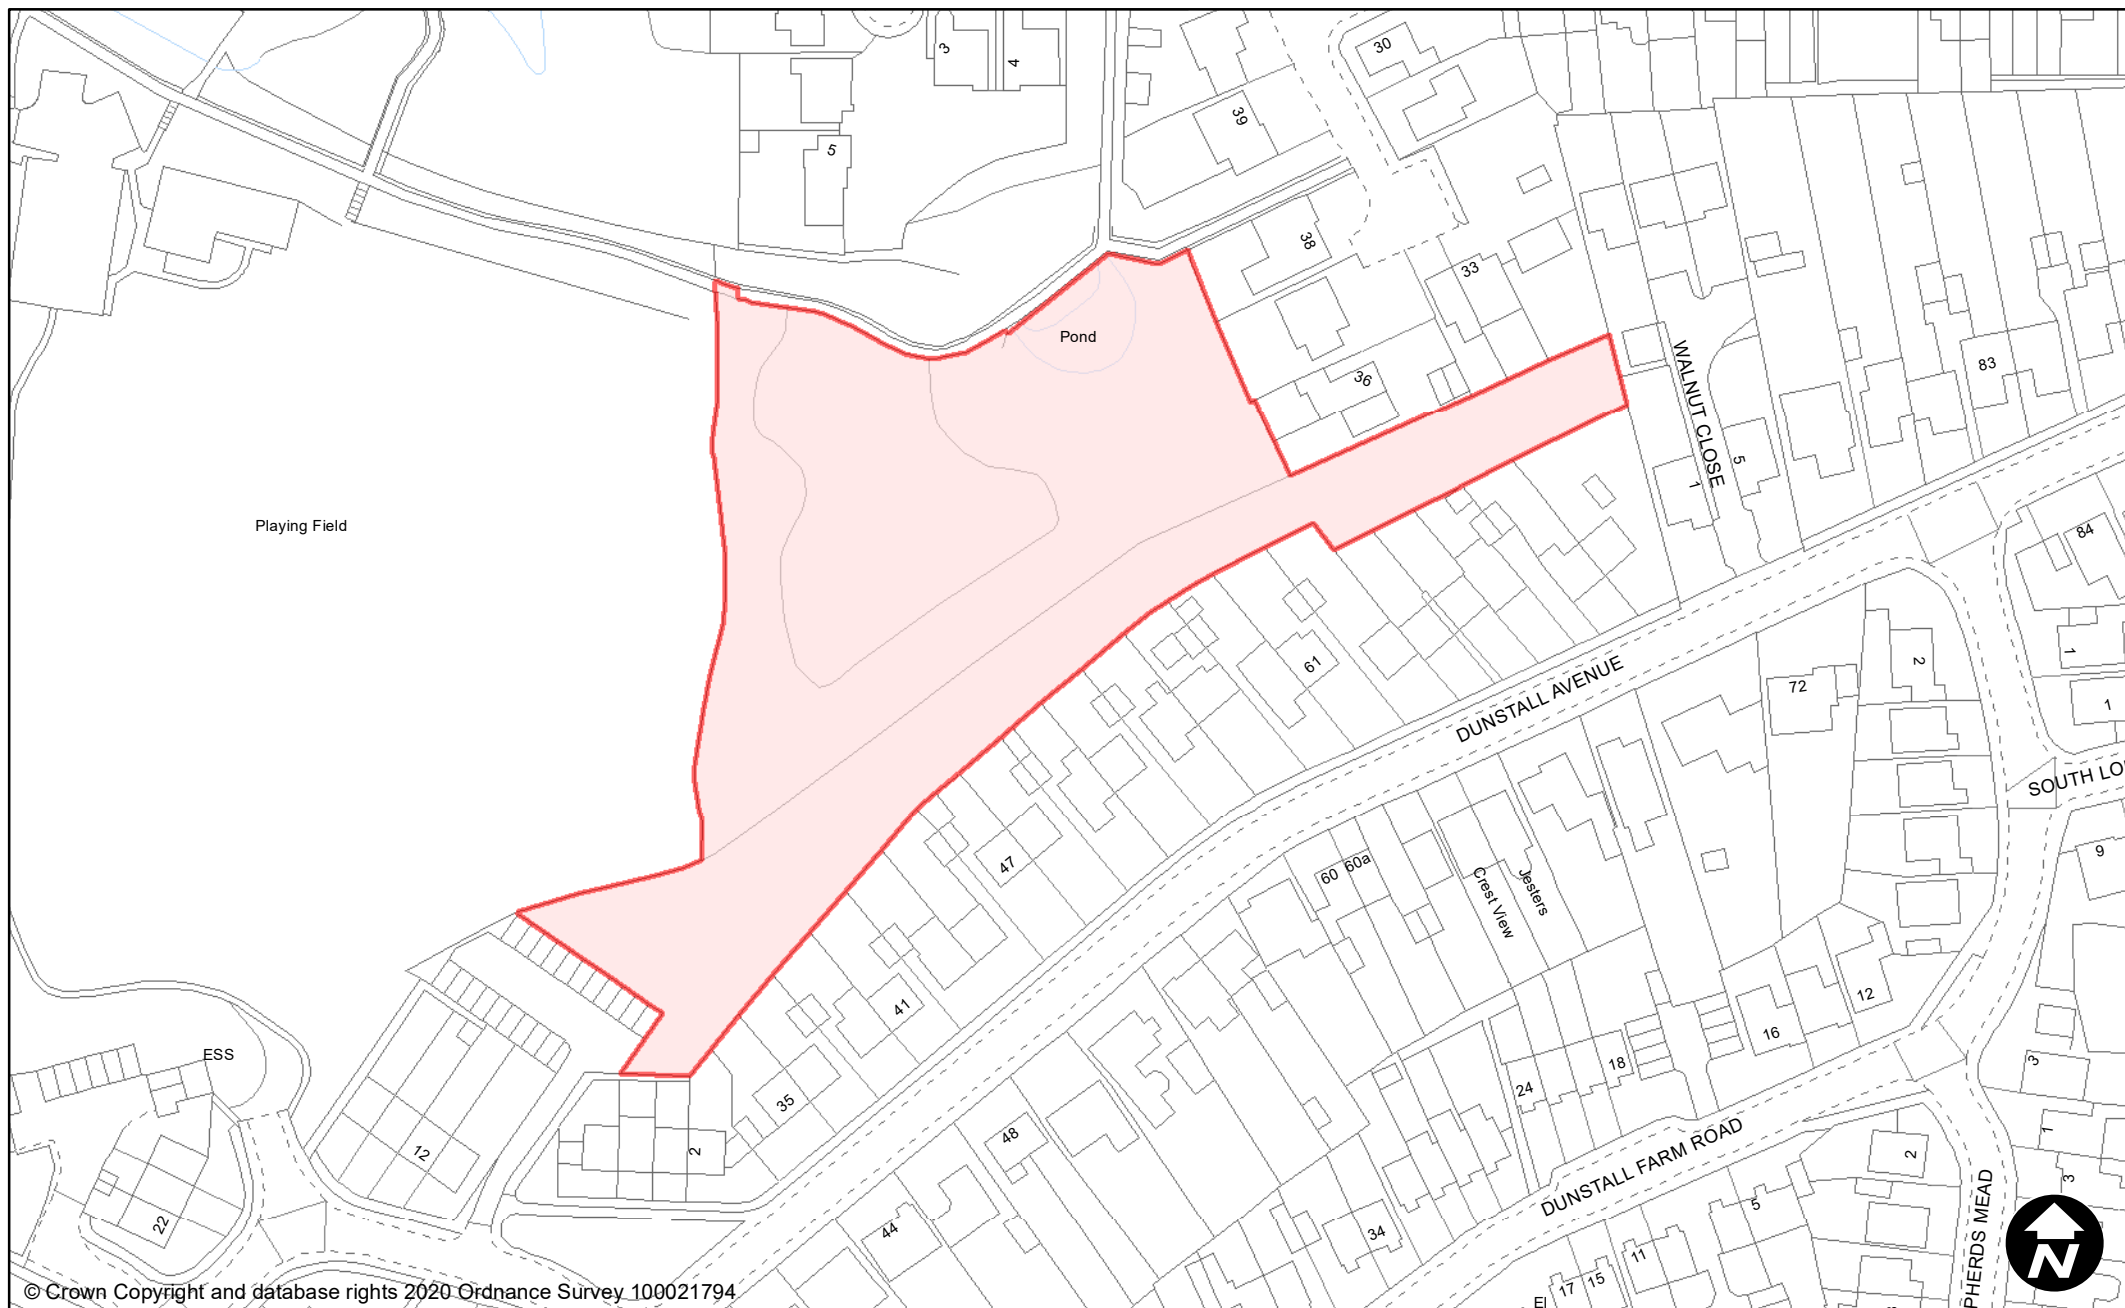 3
4
30
39
5
38
33
Pond
36
WALNUT CLOSE
83
5
1
Playing Field
84
61
DUNSTALL AVENUE
2
1
72
1
SOUTH LO
47
60
60a
Crest View
Jesters
9
41
12
16
ESS
18
24
3
35
2
12
48
1
2
3
DUNSTALL FARM ROAD
22
44
34
5
11
15
17
PHERDS MEAD
N
El
© Crown Copyright and database rights 2020 Ordnance Survey 100021794